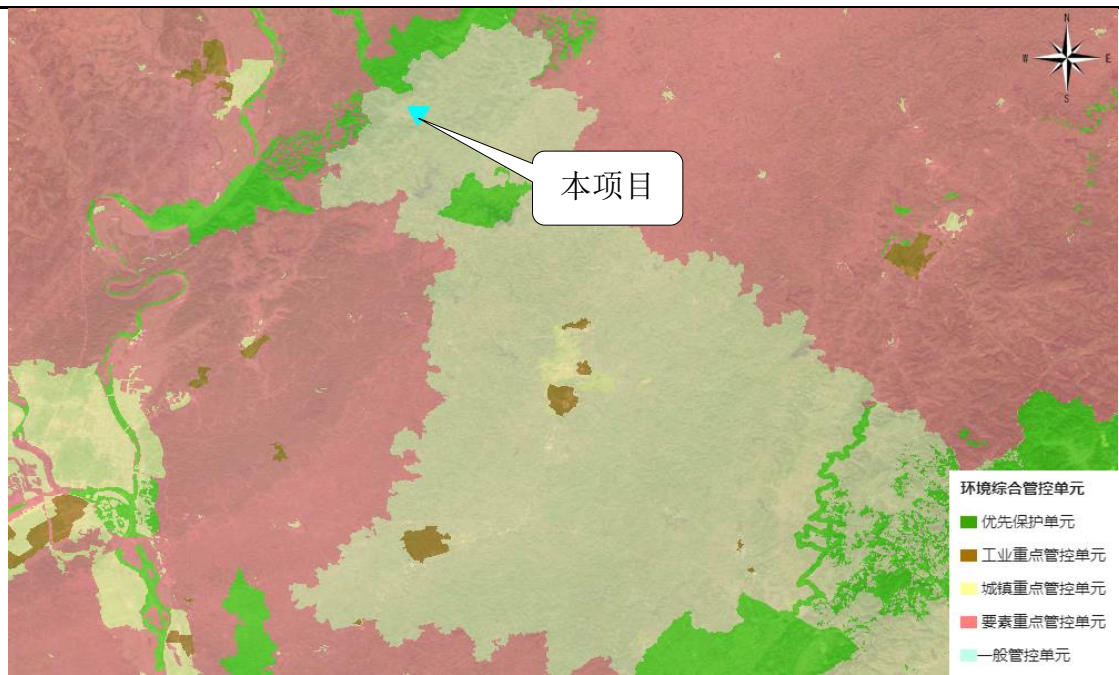 N
W
E
S
本项目
环境综合管控单元
优先保护单元
工业重点管控单元
城镇重点管控单元
要素重点管控单元
一般管控单元